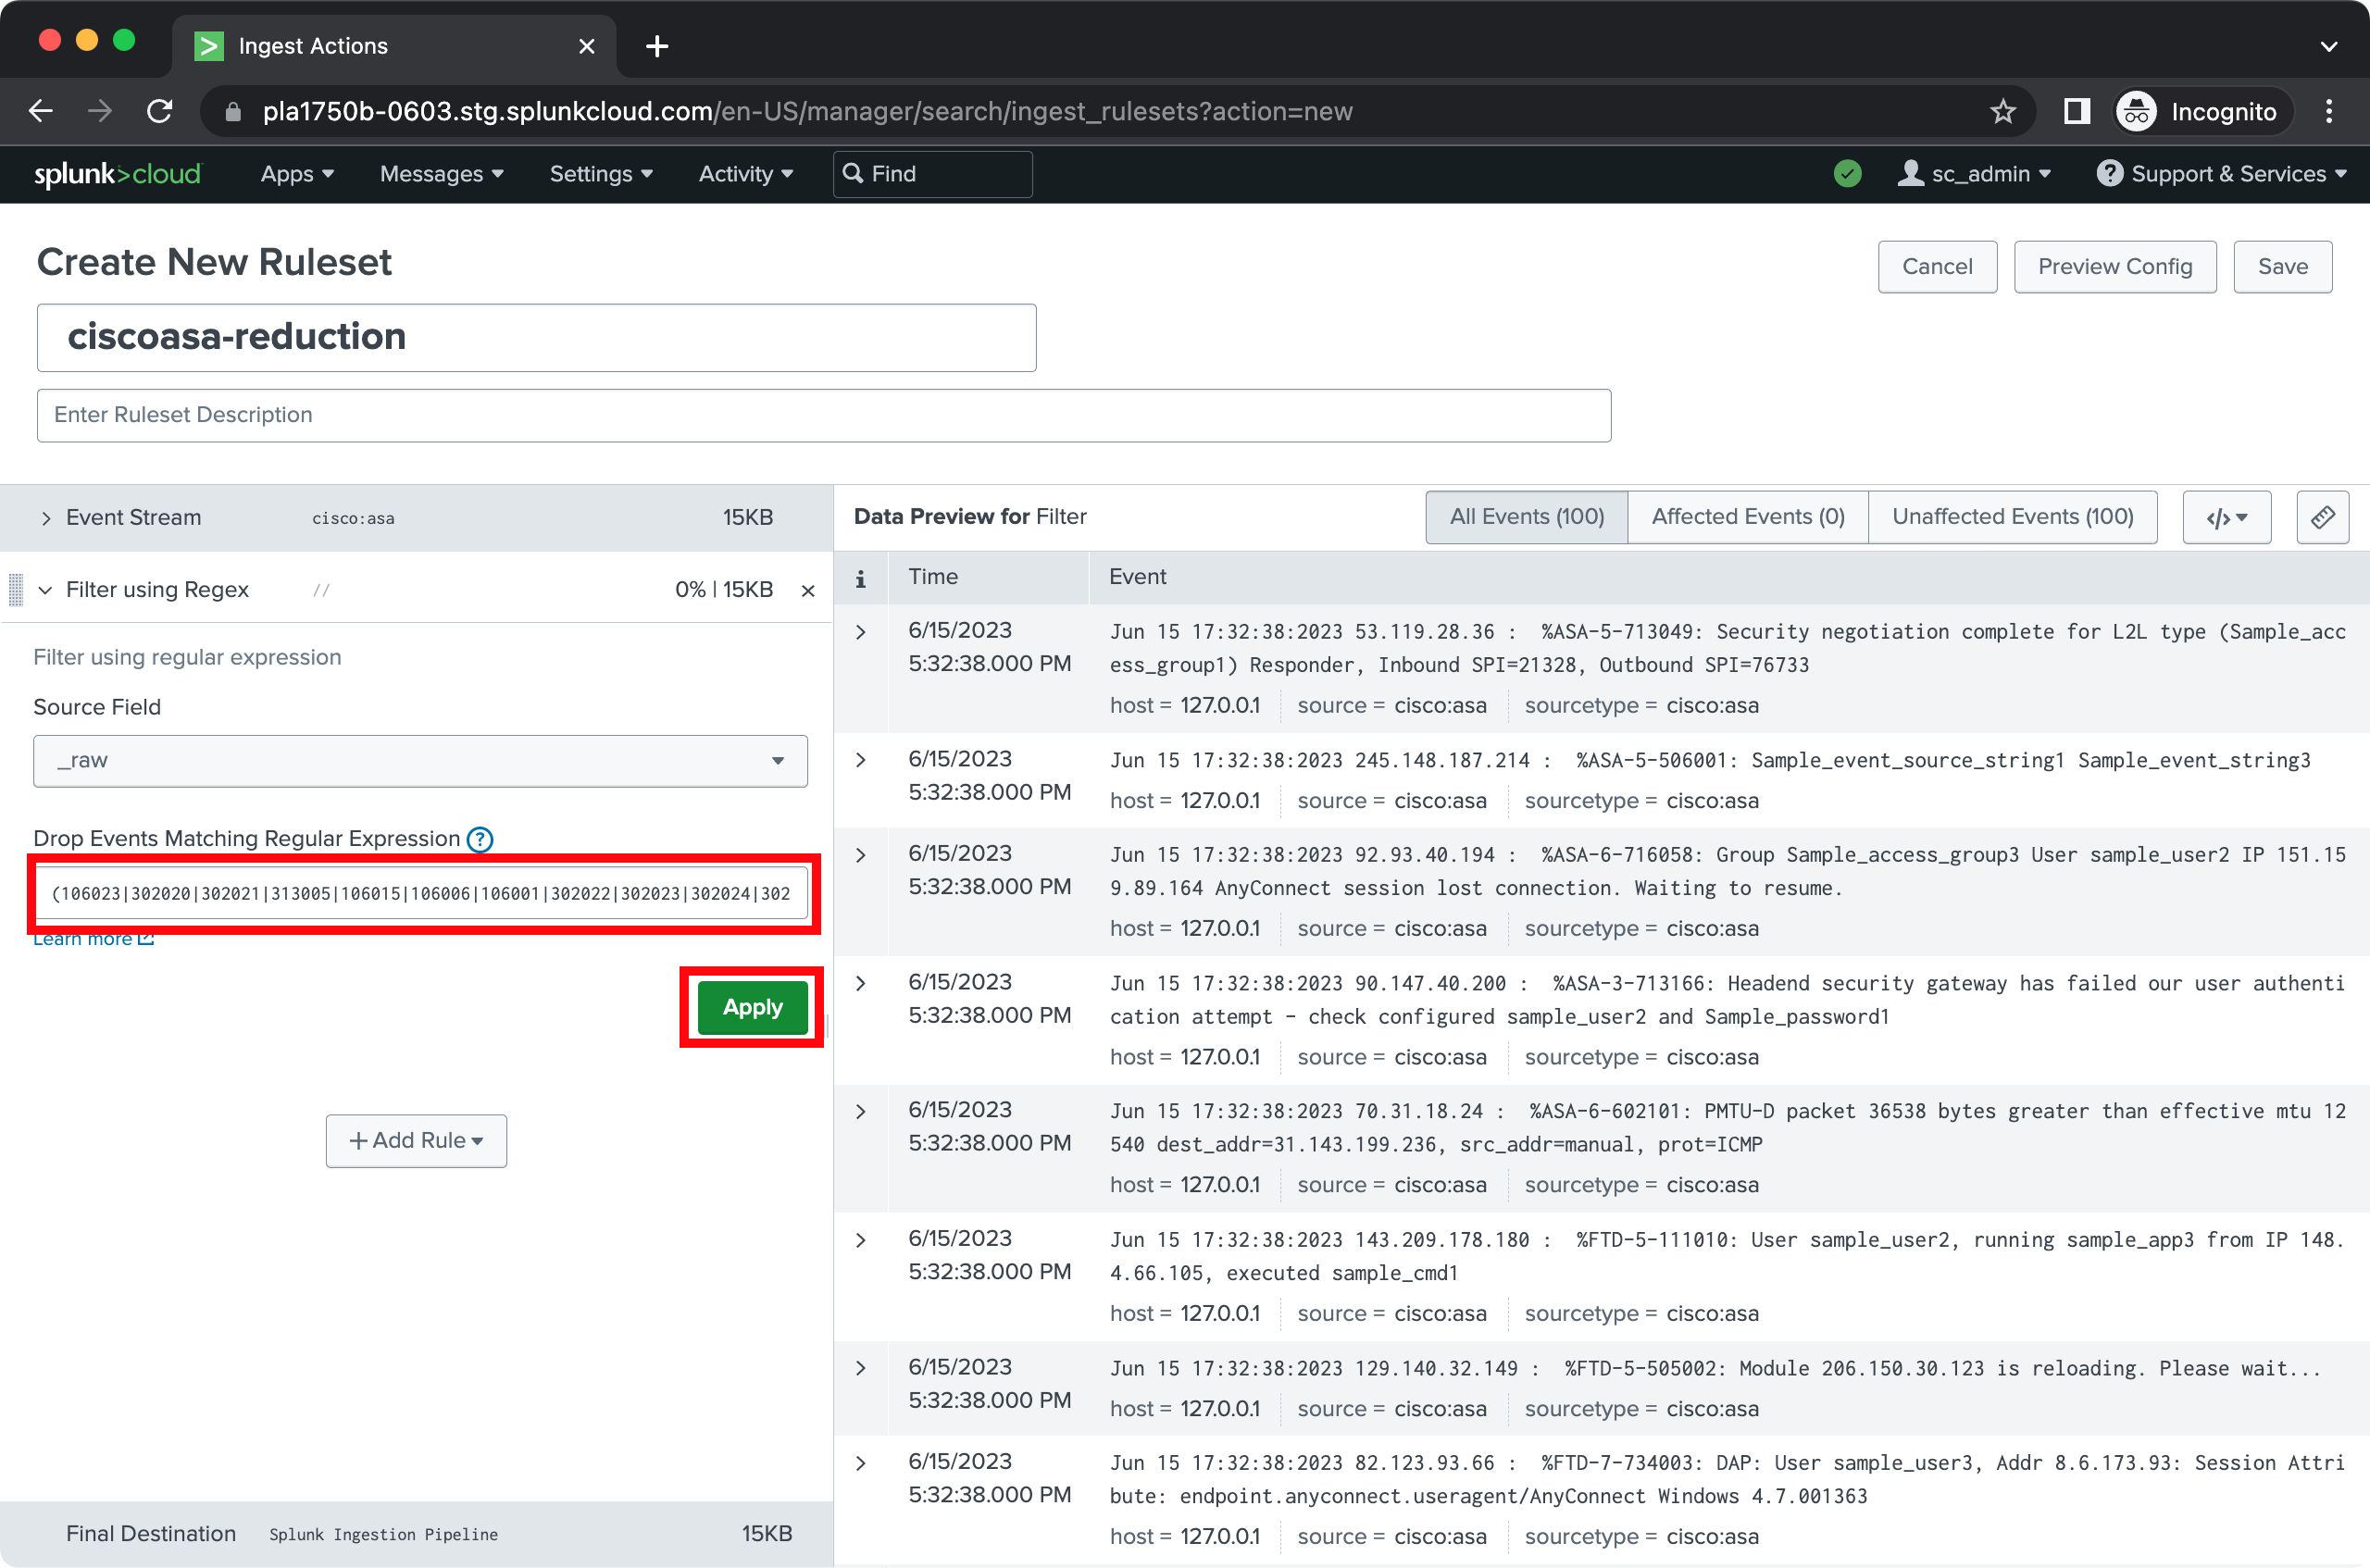 Ingest Actions
pla1750b-0603.stg.splunkcloud.com/en-US/manager/search/ingest_rulesets?action=new
Incognito
splunk>cloud Apps Messages Settings Activity Find sc_admin Support & Services
Create New Ruleset
Cancel Preview Config Save
ciscoasa-reduction
Enter Ruleset Description
Event Stream cisco:asa 15KB
Filter using Regex // 0% | 15KB
Filter using regular expression
Source Field
_raw
Drop Events Matching Regular Expression ?
(106023|302020|302021|313005|106015|106006|106001|302022|302023|302024|302
Learn more
Apply
+ Add Rule
Final Destination Splunk Ingestion Pipeline 15KB
Data Preview for Filter
All Events (100) Affected Events (0) Unaffected Events (100) </>
i Time Event
6/15/2023
5:32:38.000 PM
Jun 15 17:32:38:2023 53.119.28.36 : %ASA-5-713049: Security negotiation complete for L2L type (Sample_acc
ess_group1) Responder, Inbound SPI=21328, Outbound SPI=76733
host = 127.0.0.1 source = cisco:asa sourcetype = cisco:asa
6/15/2023
5:32:38.000 PM
Jun 15 17:32:38:2023 245.148.187.214 : %ASA-5-506001: Sample_event_source_string1 Sample_event_string3
host = 127.0.0.1 source = cisco:asa sourcetype = cisco:asa
6/15/2023
5:32:38.000 PM
Jun 15 17:32:38:2023 92.93.40.194 : %ASA-6-716058: Group Sample_access_group3 User sample_user2 IP 151.15
9.89.164 AnyConnect session lost connection. Waiting to resume.
host = 127.0.0.1 source = cisco:asa sourcetype = cisco:asa
6/15/2023
5:32:38.000 PM
Jun 15 17:32:38:2023 90.147.40.200 : %ASA-3-713166: Headend security gateway has failed our user authenti
cation attempt - check configured sample_user2 and Sample_password1
host = 127.0.0.1 source = cisco:asa sourcetype = cisco:asa
6/15/2023
5:32:38.000 PM
Jun 15 17:32:38:2023 70.31.18.24 : %ASA-6-602101: PMTU-D packet 36538 bytes greater than effective mtu 12
540 dest_addr=31.143.199.236, src_addr=manual, prot=ICMP
host = 127.0.0.1 source = cisco:asa sourcetype = cisco:asa
6/15/2023
5:32:38.000 PM
Jun 15 17:32:38:2023 143.209.178.180 : %FTD-5-111010: User sample_user2, running sample_app3 from IP 148.
4.66.105, executed sample_cmd1
host = 127.0.0.1 source = cisco:asa sourcetype = cisco:asa
6/15/2023
5:32:38.000 PM
Jun 15 17:32:38:2023 129.140.32.149 : %FTD-5-505002: Module 206.150.30.123 is reloading. Please wait...
host = 127.0.0.1 source = cisco:asa sourcetype = cisco:asa
6/15/2023
5:32:38.000 PM
Jun 15 17:32:38:2023 82.123.93.66 : %FTD-7-734003: DAP: User sample_user3, Addr 8.6.173.93: Session Attri
bute: endpoint.anyconnect.useragent/AnyConnect Windows 4.7.001363
host = 127.0.0.1 source = cisco:asa sourcetype = cisco:asa